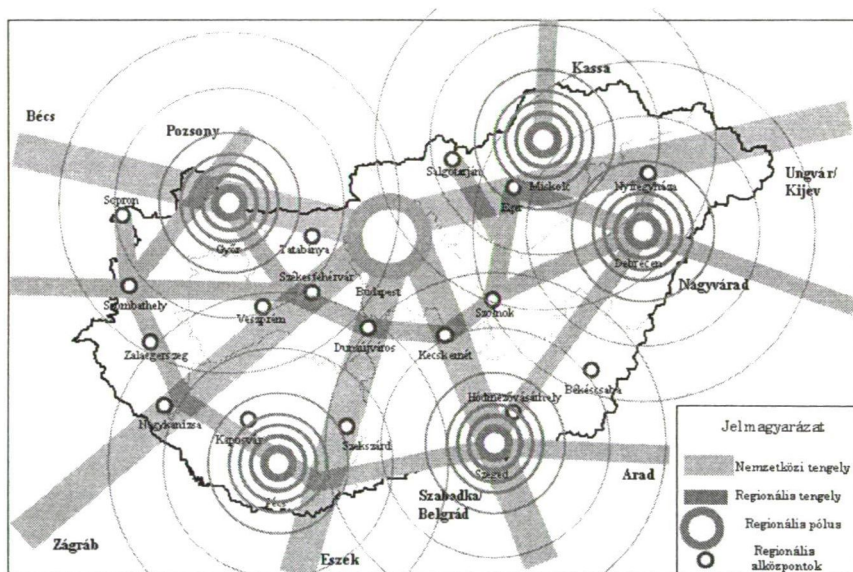 Kassa
Bécs
Pozsony
Salgótarján
Miskolc
Nyíregyháza
Ungvár/
Kijev
Eger
Sopron
Győr
Tatabánya
Debrecen
Székesfehérvár
Budapest
Nagyvárad
Szombathely
Veszprém
Szolnok
Zalaegerszeg
Dunaújváros
Kecskemét
Békéscsaba
Hódmezővásárhely
Nagykanizsa
Kaposvár
Szekszárd
Jelmagyarázat
Szeged
Arad
Nemzetközi tengely
Pécs
Szabadka/
Belgrád
Regionális tengely
Regionális pólus
Zágráb
Eszék
Regionális
alközpontok